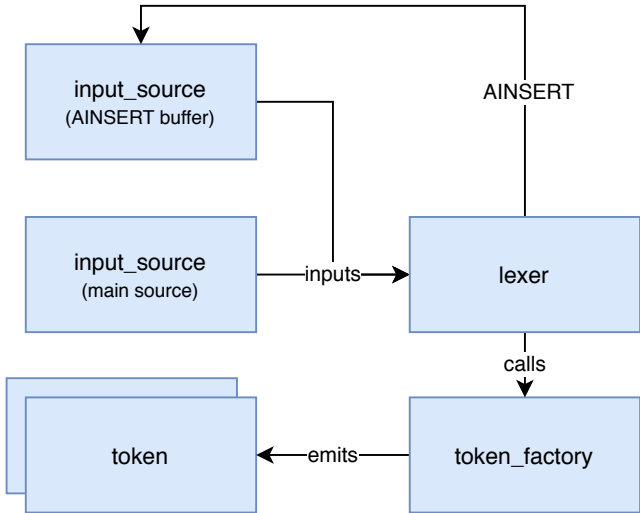 input_source
(AINSERT buffer)
AINSERT
input_source
(main source)
inputs
lexer
calls
token
emits
token_factory